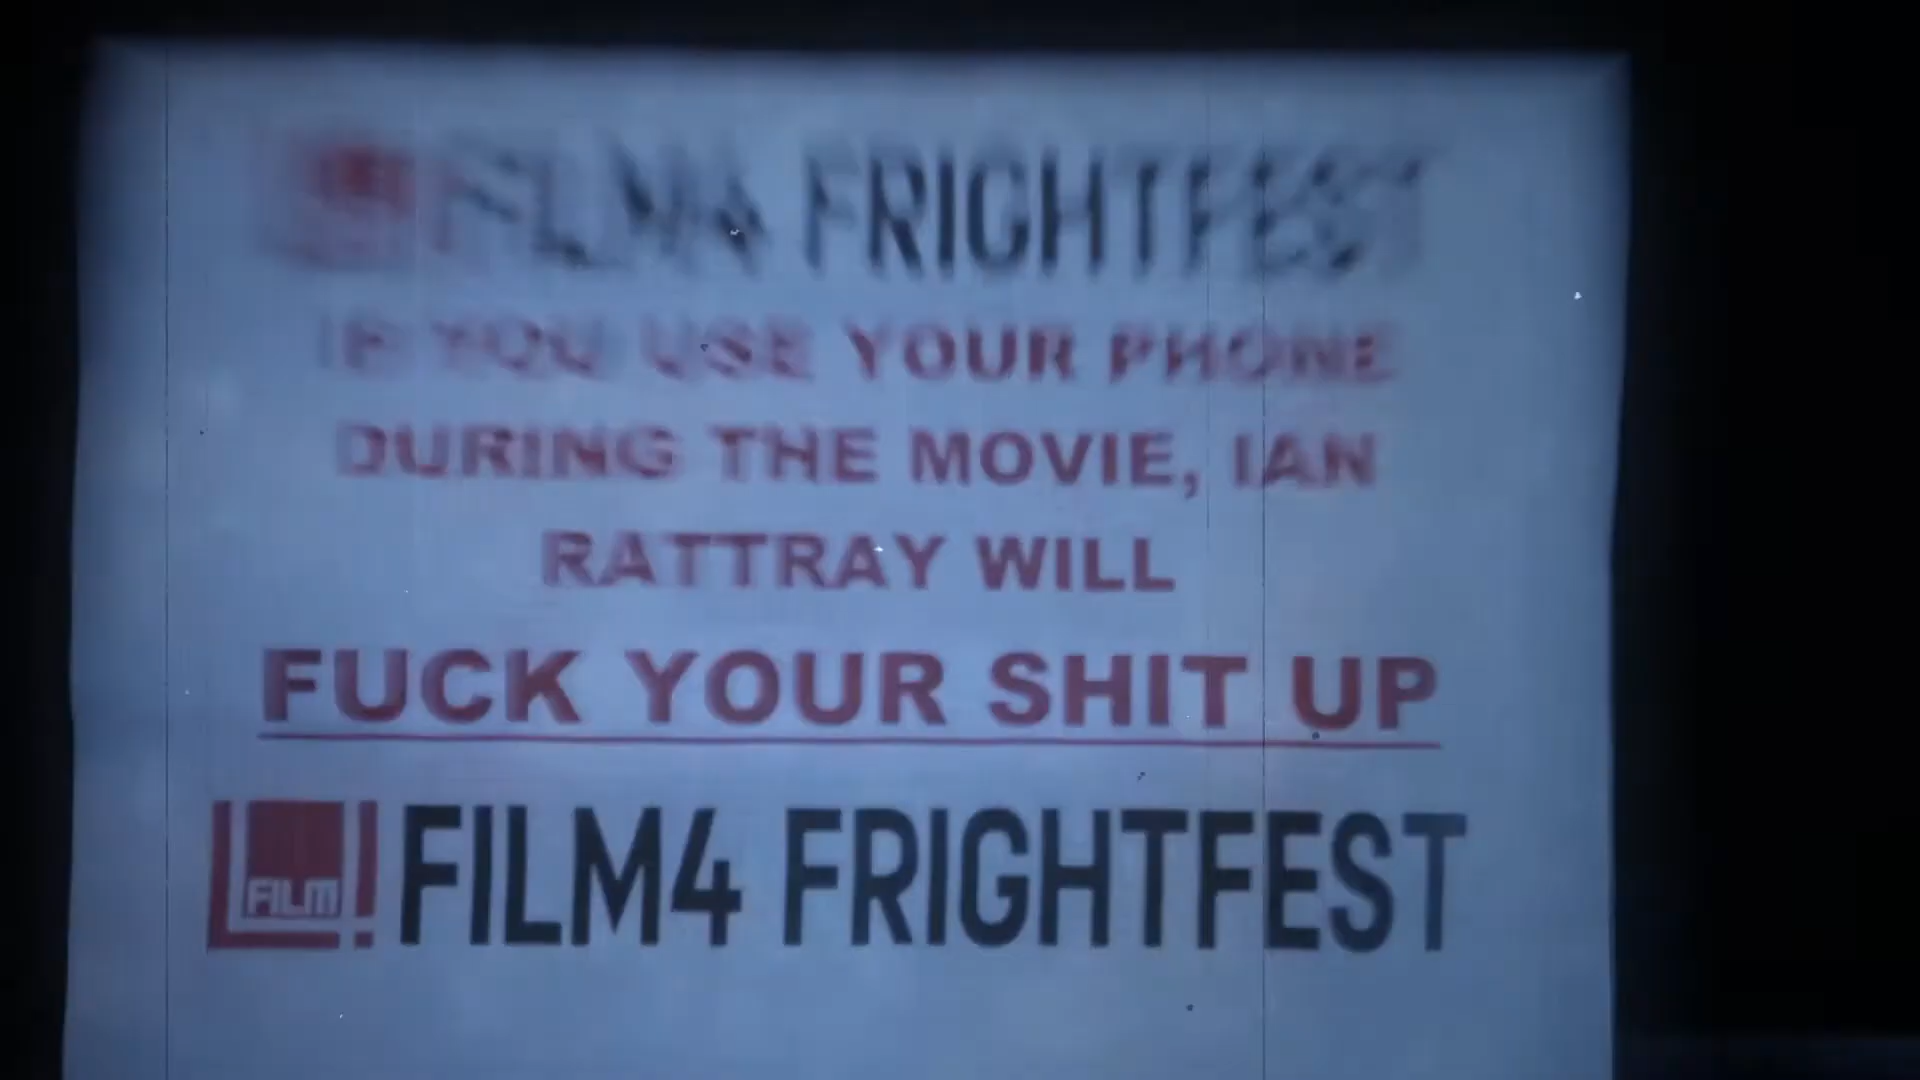 FILM4 FRIGHTFEST
IF YOU USE YOUR PHONE
DURING THE MOVIE, IAN
RATTRAY WILL
FUCK YOUR SHIT UP
FILM4! FILM4 FRIGHTFEST